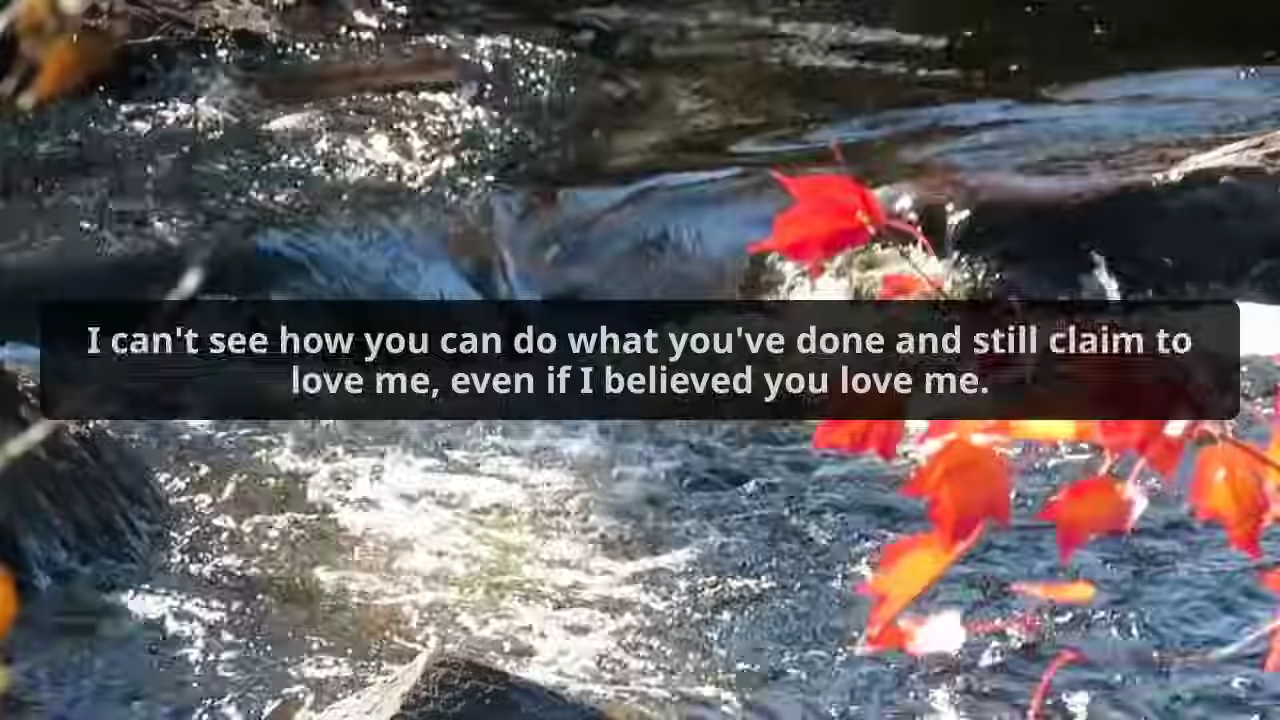 I can't see how you can do what you've done and still claim to
love me, even if I believed you love me.